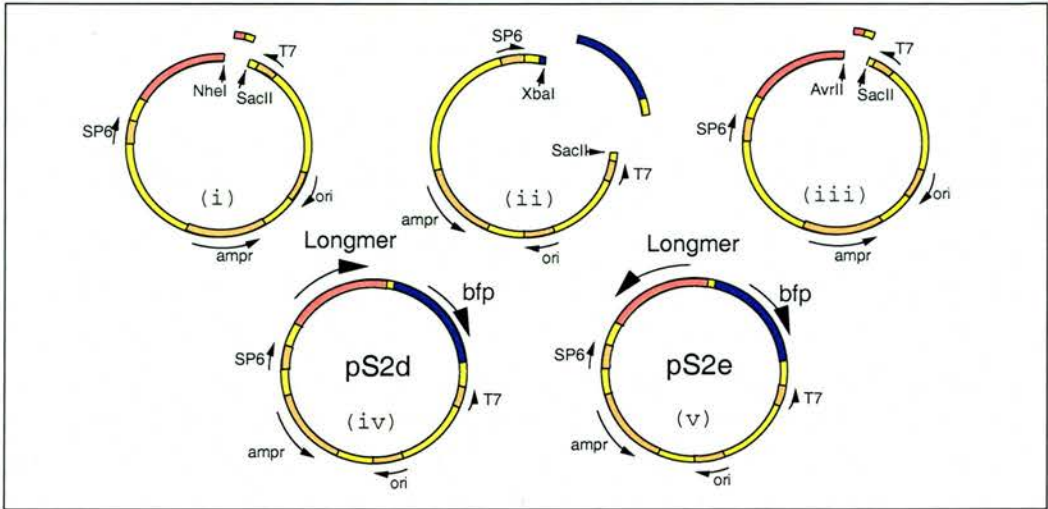 SP6
NheI
SacII
T7
(i)
ori
ampr
SP6
XbaI
SacII
T7
(ii)
ampr
ori
SP6
AvrII
SacII
T7
(iii)
ori
ampr
Longmer
bfp
SP6
pS2d
(iv)
T7
ampr
ori
Longmer
bfp
SP6
pS2e
(v)
T7
ampr
ori